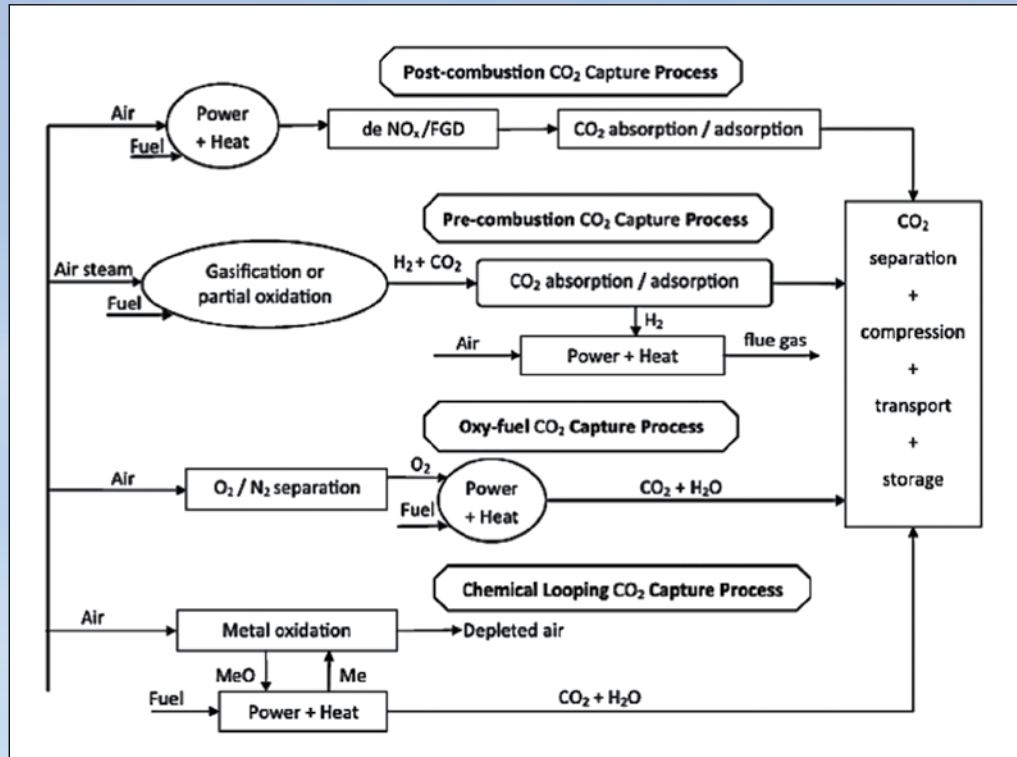 Post-combustion CO₂ Capture Process
Air
Fuel
Power
+ Heat
de NOₓ/FGD
CO₂ absorption / adsorption
Pre-combustion CO₂ Capture Process
Air steam
Fuel
Gasification or
partial oxidation
H₂ + CO₂
CO₂ absorption / adsorption
H₂
Air
Power + Heat
flue gas
Oxy-fuel CO₂ Capture Process
Air
O₂ / N₂ separation
O₂
Fuel
Power
+ Heat
CO₂ + H₂O
Chemical Looping CO₂ Capture Process
Air
Metal oxidation
Depleted air
MeO
Me
Fuel
Power + Heat
CO₂ + H₂O
CO₂
separation
+
compression
+
transport
+
storage